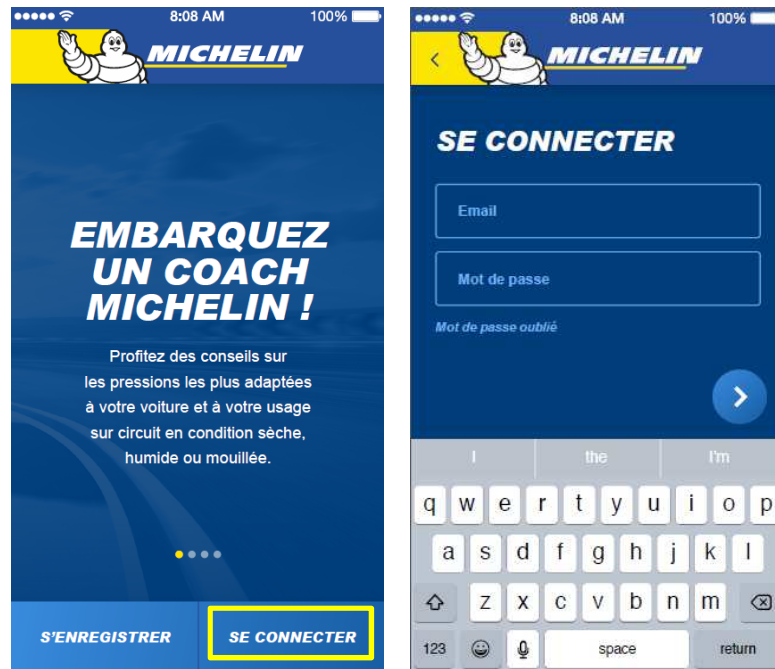 8:08 AM 100%
MICHELIN
EMBARQUEZ
UN COACH
MICHELIN !
Profitez des conseils sur
les pressions les plus adaptées
à votre voiture et à votre usage
sur circuit en condition sèche,
humide ou mouillée.
S'ENREGISTRER SE CONNECTER
8:08 AM 100%
MICHELIN
SE CONNECTER
Email
Mot de passe
Mot de passe oublié
I the I'm
q w e r t y u i o p
a s d f g h j k l
z x c v b n m
123 space return